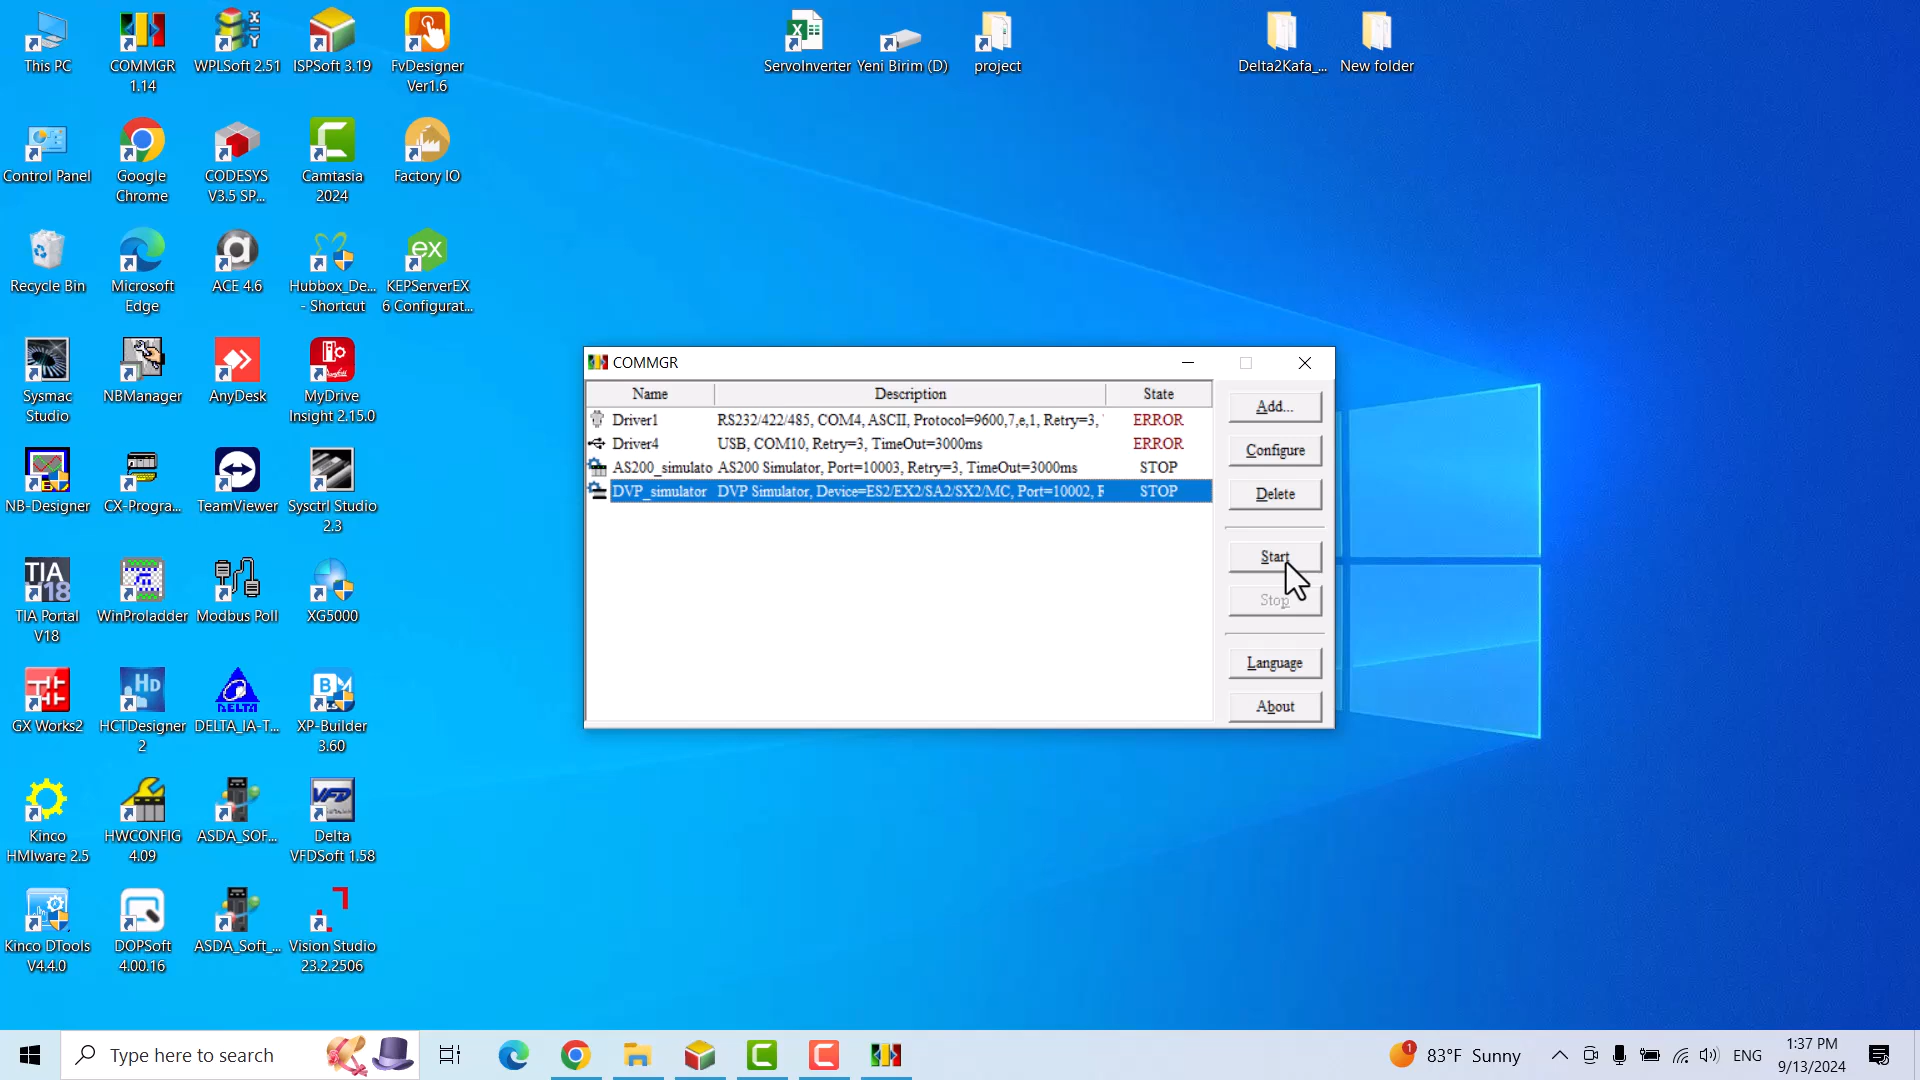 This PC
COMMGR
1.14
WPLSoft 2.51
ISPSoft 3.19
FvDesigner
Ver1.6
ServoInverter
Yeni Birim (D)
project
Delta2Kafa_...
New folder
Control Panel
Google
Chrome
CODESYS
V3.5 SP...
Camtasia
2024
Factory IO
Recycle Bin
Microsoft
Edge
ACE 4.6
Hubbox_De...
- Shortcut
KEPServerEX
6 Configurat...
Sysmac
Studio
NBManager
AnyDesk
MyDrive
Insight 2.15.0
NB-Designer
CX-Progra...
TeamViewer
Sysctrl Studio
2.3
TIA Portal
V18
WinProladder
Modbus Poll
XG5000
GX Works2
HCTDesigner
2
DELTA_IA-T...
XP-Builder
3.60
Kinco
HMIware 2.5
HWCONFIG
4.09
ASDA_SOF...
Delta
VFDSoft 1.58
Kinco DTools
V4.4.0
DOPSoft
4.00.16
ASDA_Soft_...
Vision Studio
23.2.2506
COMMGR
Name Description State
Driver1 RS232/422/485, COM4, ASCII, Protocol=9600,7,e,1, Retry=3, ERROR
Driver4 USB, COM10, Retry=3, TimeOut=3000ms ERROR
AS200_simulato AS200 Simulator, Port=10003, Retry=3, TimeOut=3000ms STOP
DVP_simulator DVP Simulator, Device=ES2/EX2/SA2/SX2/MC, Port=10002, STOP
Add...
Configure
Delete
Start
Stop
Language
About
Type here to search
1
83°F Sunny
ENG
1:37 PM
9/13/2024